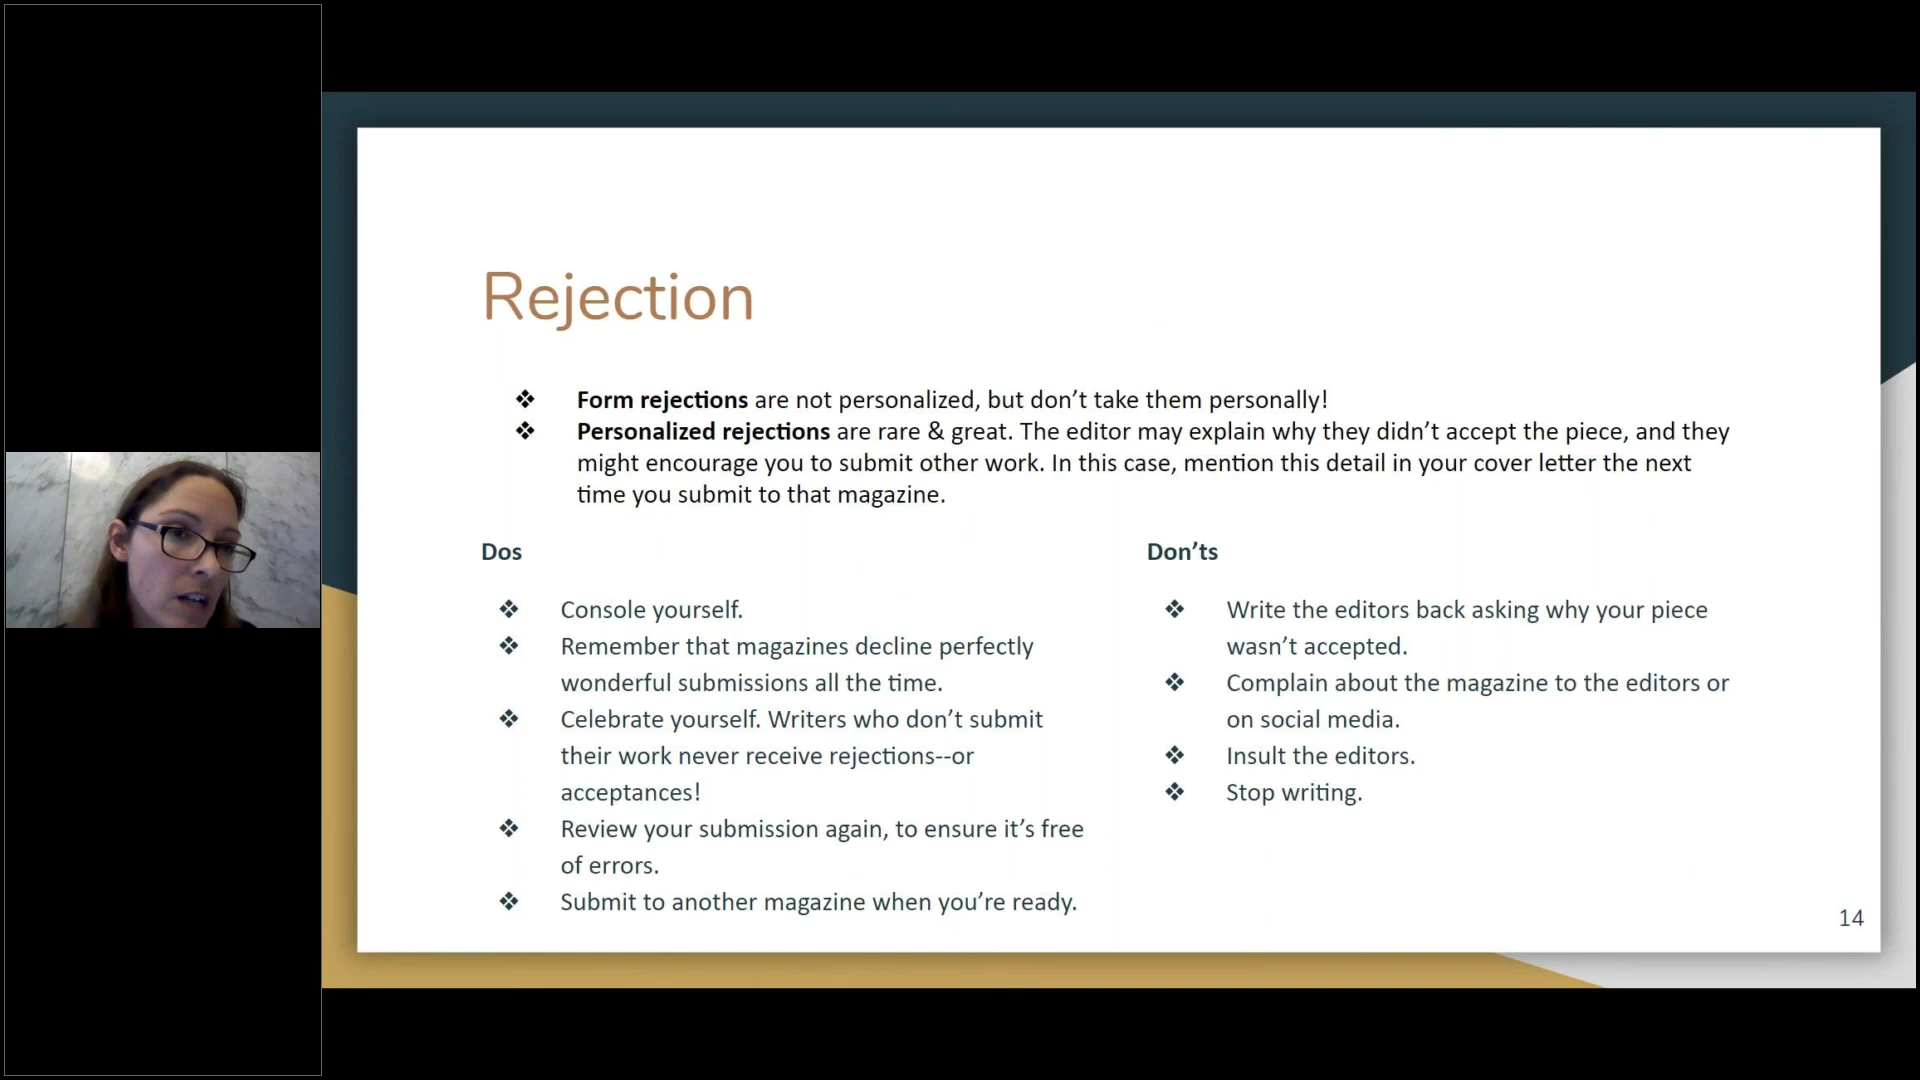 Rejection
❖ Form rejections are not personalized, but don’t take them personally!
❖ Personalized rejections are rare & great. The editor may explain why they didn’t accept the piece, and they
might encourage you to submit other work. In this case, mention this detail in your cover letter the next
time you submit to that magazine.
Dos
❖ Console yourself.
❖ Remember that magazines decline perfectly
wonderful submissions all the time.
❖ Celebrate yourself. Writers who don’t submit
their work never receive rejections--or
acceptances!
❖ Review your submission again, to ensure it’s free
of errors.
❖ Submit to another magazine when you’re ready.
Don’ts
❖ Write the editors back asking why your piece
wasn’t accepted.
❖ Complain about the magazine to the editors or
on social media.
❖ Insult the editors.
❖ Stop writing.
14